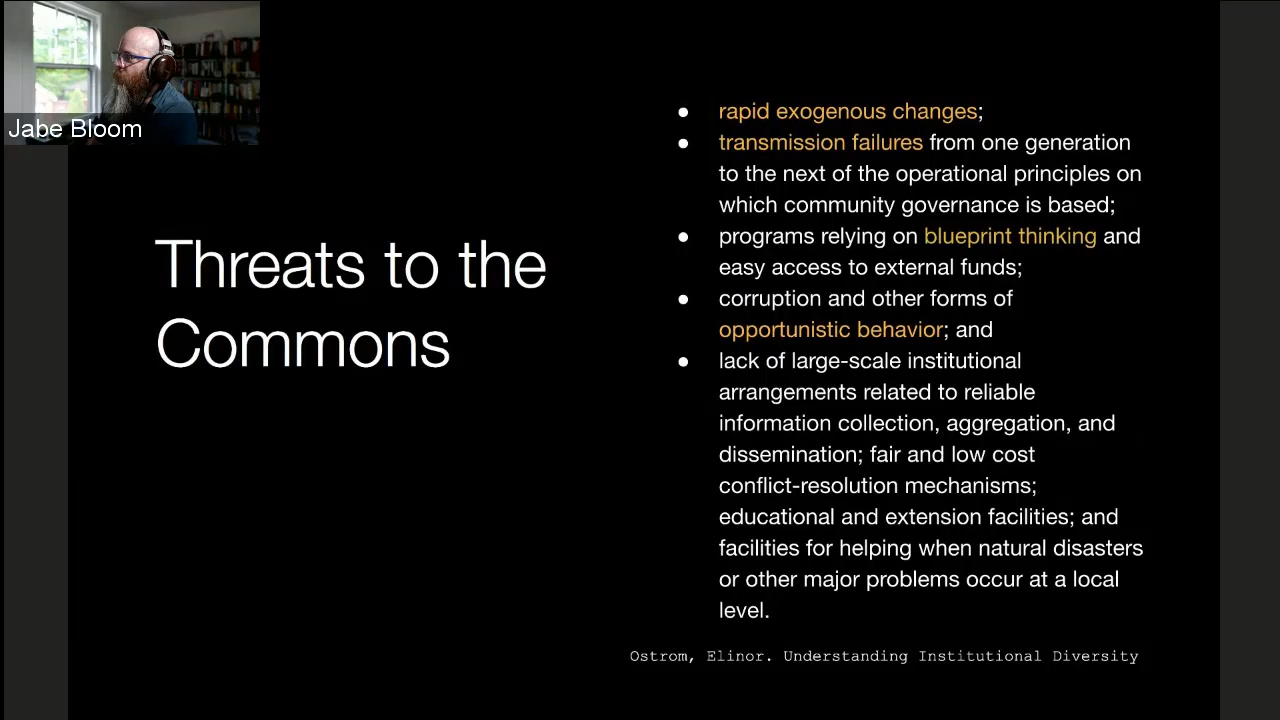 Jabe Bloom
Threats to the
Commons
● rapid exogenous changes;
● transmission failures from one generation
to the next of the operational principles on
which community governance is based;
● programs relying on blueprint thinking and
easy access to external funds;
● corruption and other forms of
opportunistic behavior; and
● lack of large-scale institutional
arrangements related to reliable
information collection, aggregation, and
dissemination; fair and low cost
conflict-resolution mechanisms;
educational and extension facilities; and
facilities for helping when natural disasters
or other major problems occur at a local
level.
Ostrom, Elinor. Understanding Institutional Diversity